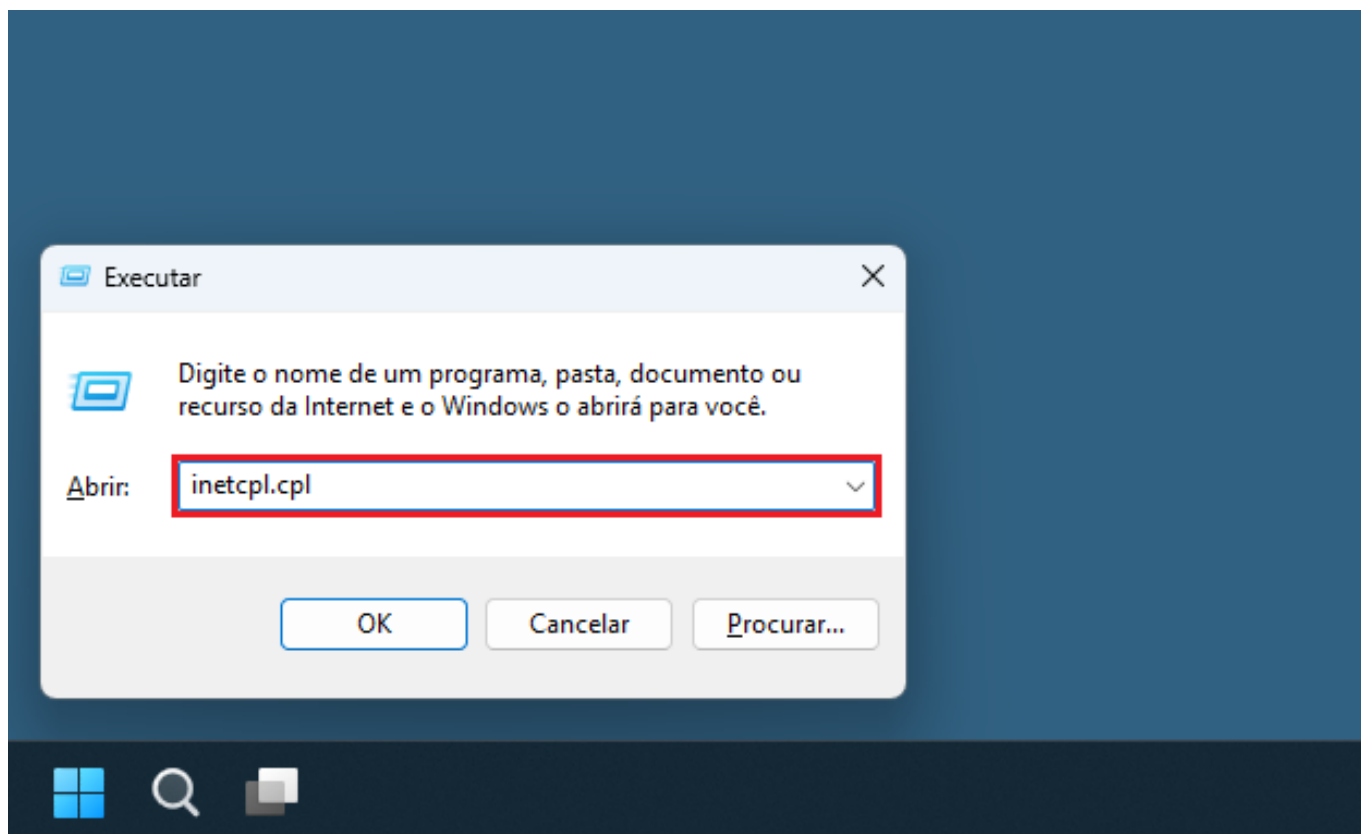 Executar
Digite o nome de um programa, pasta, documento ou
recurso da Internet e o Windows o abrirá para você.
Abrir: inetcpl.cpl
OK Cancelar Procurar...